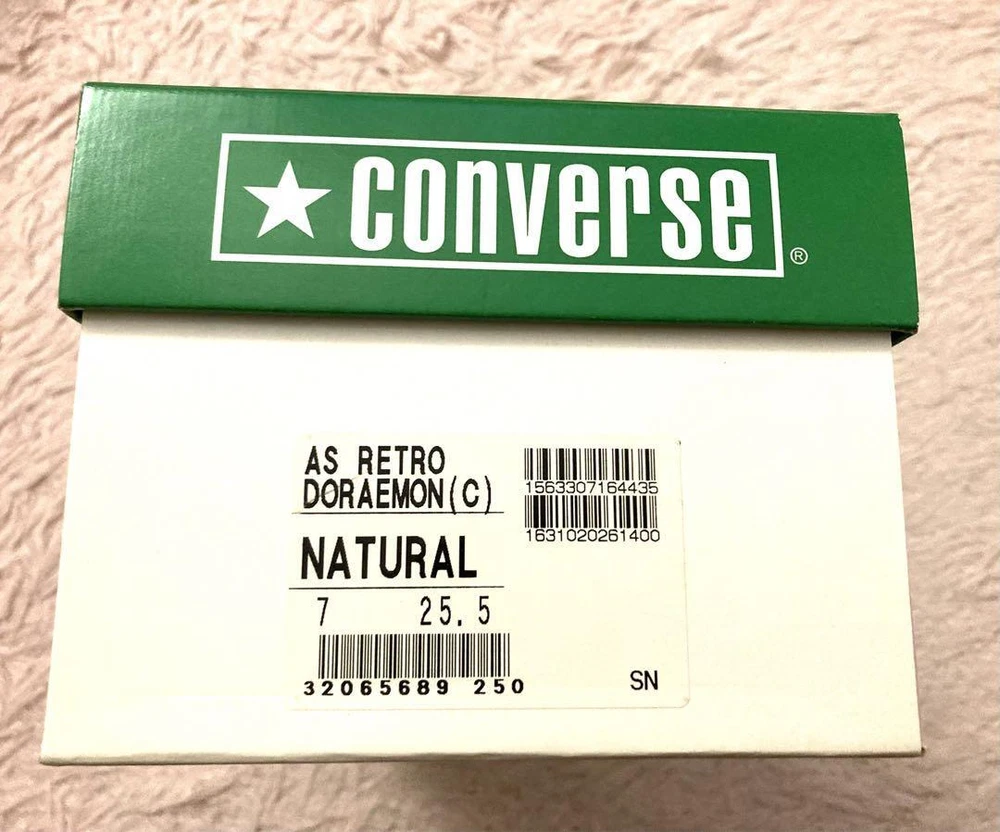 ★ converse ®
AS RETRO
DORAEMON(C)
NATURAL
7 25.5
32065689 250
1563307164435
1631020261400
SN